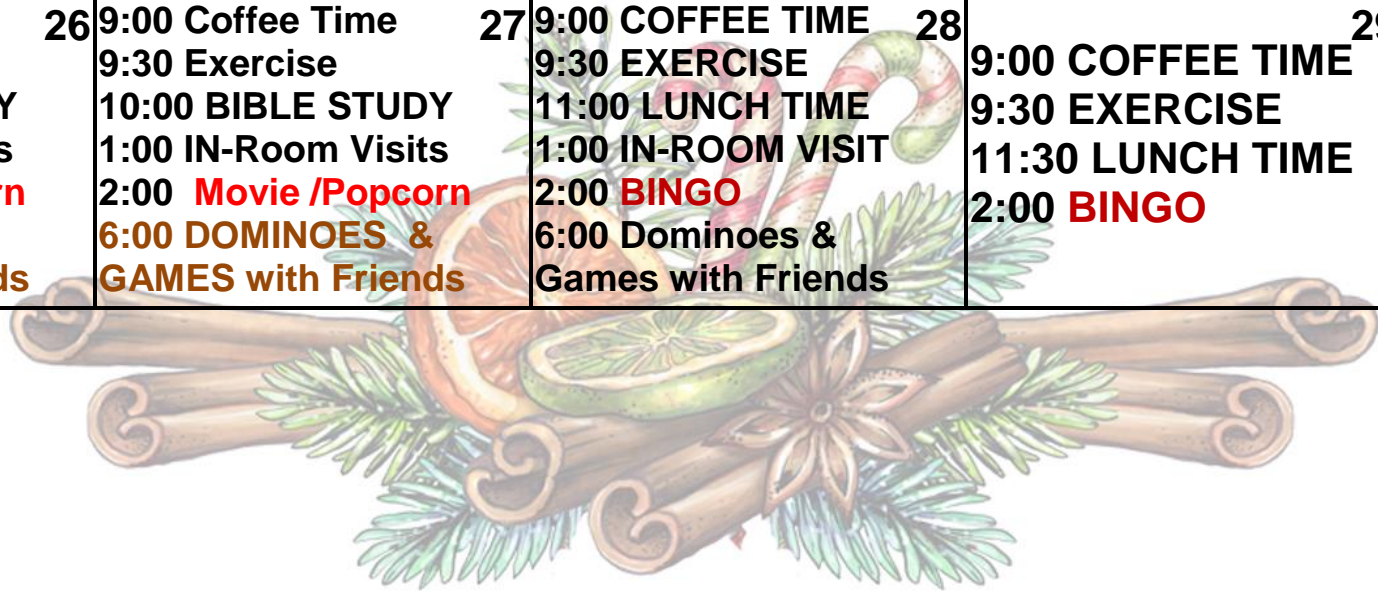 26
Y
s
rn
ds
9:00 Coffee Time 27
9:30 Exercise
10:00 BIBLE STUDY
1:00 IN-Room Visits
2:00 Movie /Popcorn
6:00 DOMINOES &
GAMES with Friends
9:00 COFFEE TIME 28
9:30 EXERCISE
11:00 LUNCH TIME
1:00 IN-ROOM VISIT
2:00 BINGO
6:00 Dominoes &
Games with Friends
29
9:00 COFFEE TIME
9:30 EXERCISE
11:30 LUNCH TIME
2:00 BINGO